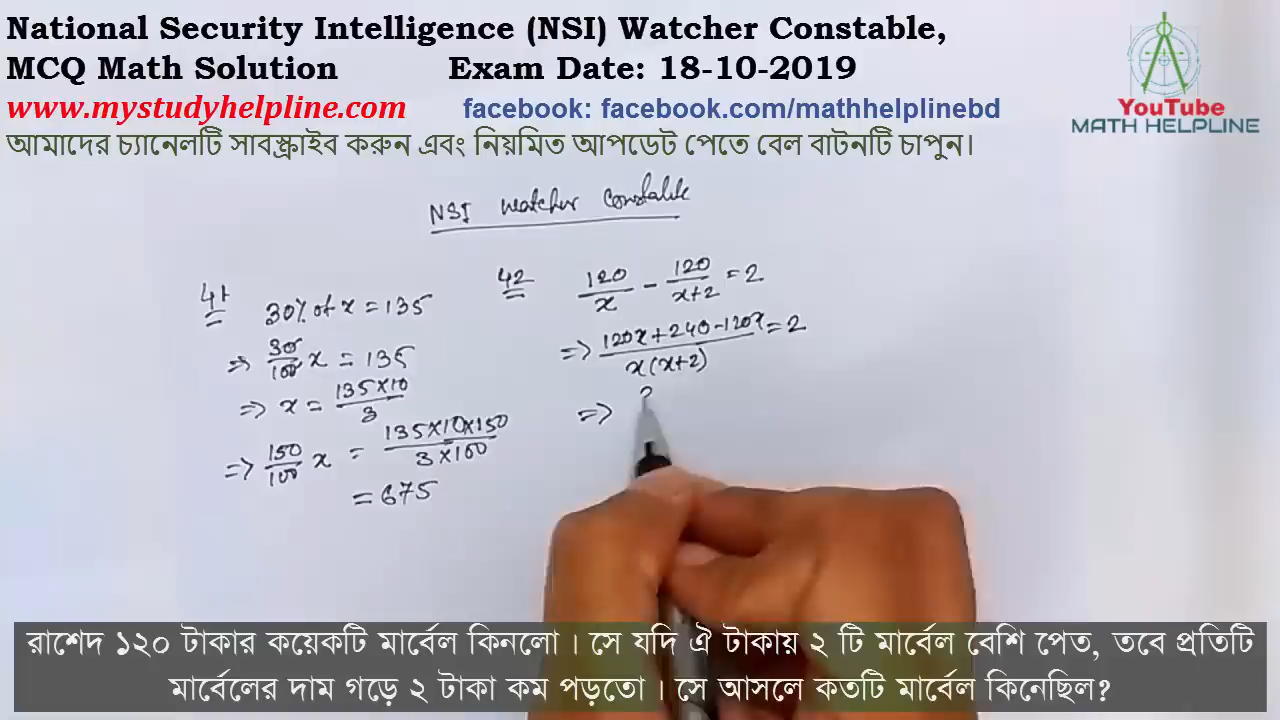 National Security Intelligence (NSI) Watcher Constable,
MCQ Math Solution Exam Date: 18-10-2019
www.mystudyhelpline.com facebook: facebook.com/mathhelplinebd
YouTube
MATH HELPLINE
আমাদের চ্যানেলটি সাবস্ক্রাইব করুন এবং নিয়মিত আপডেট পেতে বেল বাটনটি চাপুন।
NSI Watcher Constable
41 30% of x = 135
=> 30/100 x = 135
=> x = 135×10/3
=> 150/100 x = 135×10×150/3×100
= 675
42 120/x - 120/x+2 = 2
=> 120x+240-120x/x(x+2) = 2
=>
রাশেদ ১২০ টাকার কয়েকটি মার্বেল কিনলো। সে যদি ঐ টাকায় ২ টি মার্বেল বেশি পেত, তবে প্রতিটি
মার্বেলের দাম গড়ে ২ টাকা কম পড়তো। সে আসলে কতটি মার্বেল কিনেছিল?